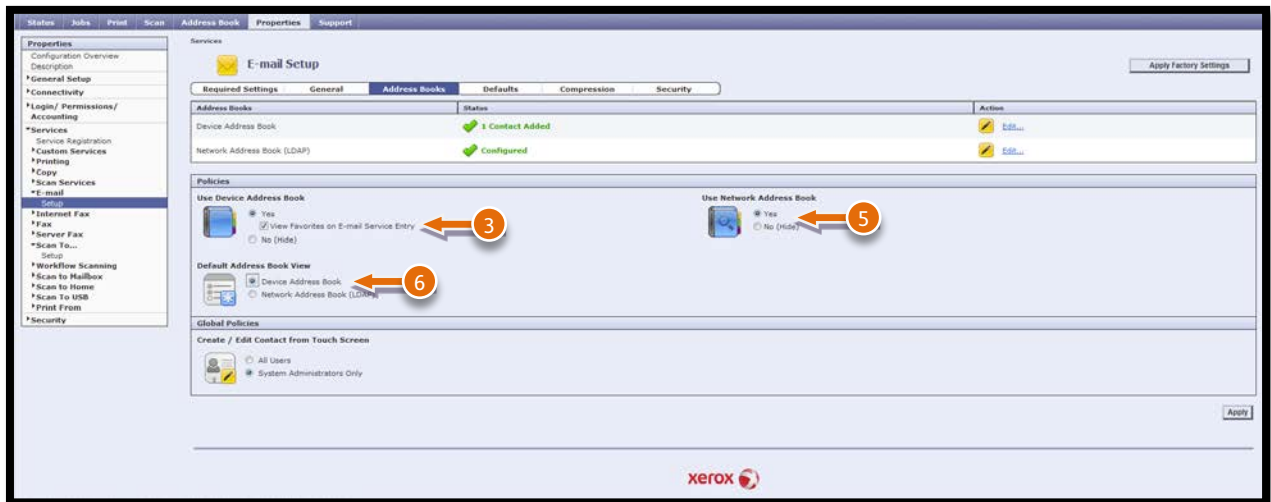 Status Jobs Print Scan Address Book Properties Support
Properties
Configuration Overview
Description
General Setup
Connectivity
Login/ Permissions/
Accounting
Services
Service Registration
Custom Services
Printing
Copy
Scan Services
E-mail
Setup
Internet Fax
Fax
Server Fax
Scan To...
Setup
Workflow Scanning
Scan to Mailbox
Scan to Home
Scan To USB
Print From
Security
Services
E-mail Setup
Apply Factory Settings
Required Settings General Address Books Defaults Compression Security
Address Books Status Action
Device Address Book 1 Contact Added Edit...
Network Address Book (LDAP) Configured Edit...
Policies
Use Device Address Book
Yes
View Favorites on E-mail Service Entry
No (Hide)
3
Use Network Address Book
Yes
No (Hide)
5
Default Address Book View
Device Address Book
Network Address Book (LDAP)
6
Global Policies
Create / Edit Contact from Touch Screen
All Users
System Administrators Only
Apply
xerox